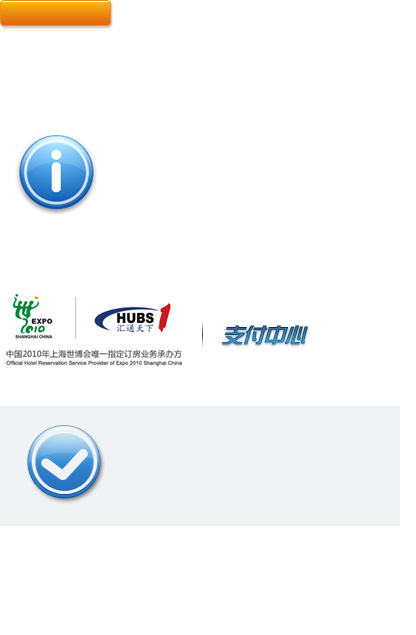 EXPO
2010
SHANGHAI CHINA
HUBS1
汇通天下
支付中心
中国2010年上海世博会唯一指定订房业务承办方
Official Hotel Reservation Service Provider of Expo 2010 Shanghai China